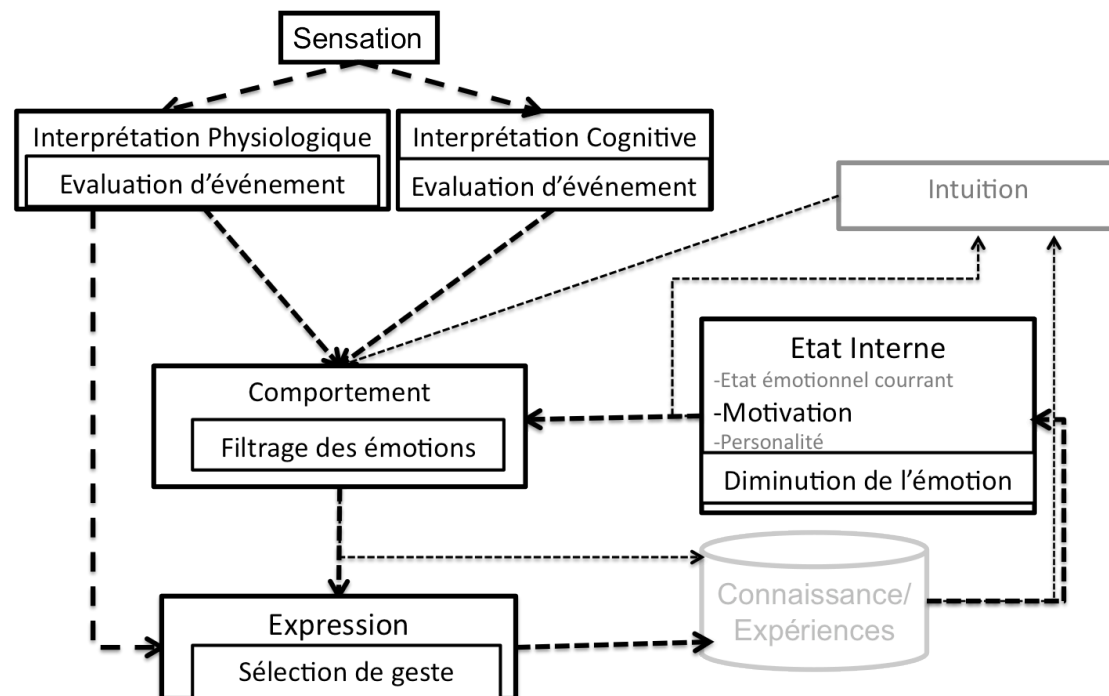 Sensation
Interprétation Physiologique
Evaluation d'événement
Interprétation Cognitive
Evaluation d'événement
Intuition
Etat Interne
-Etat émotionnel courrant
-Motivation
-Personalité
Diminution de l'émotion
Comportement
Filtrage des émotions
Connaissance/
Expériences
Expression
Sélection de geste